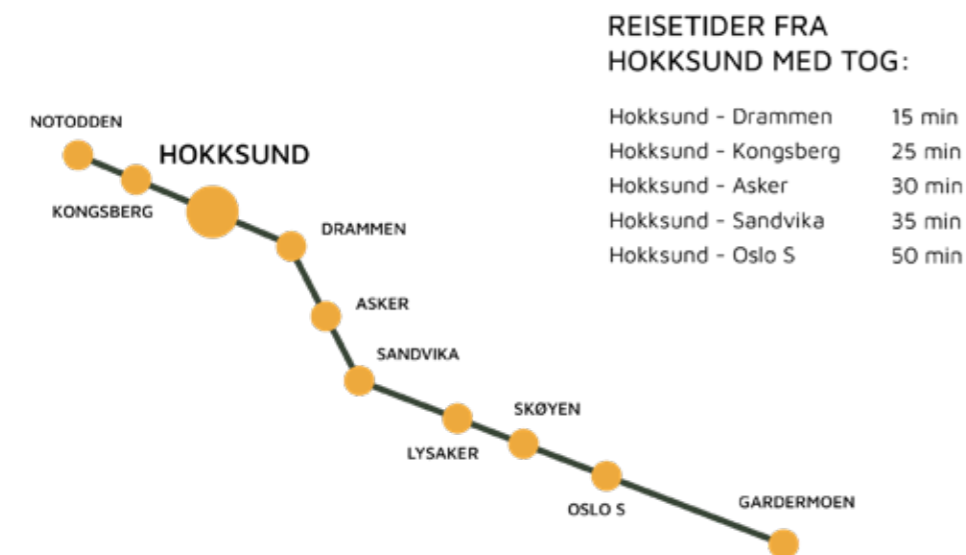 REISETIDER FRA
HOKKSUND MED TOG:
Hokksund - Drammen 15 min
Hokksund - Kongsberg 25 min
Hokksund - Asker 30 min
Hokksund - Sandvika 35 min
Hokksund - Oslo S 50 min
NOTODDEN
HOKKSUND
KONGSBERG
DRAMMEN
ASKER
SANDVIKA
SKØYEN
LYSAKER
GARDERMOEN
OSLO S